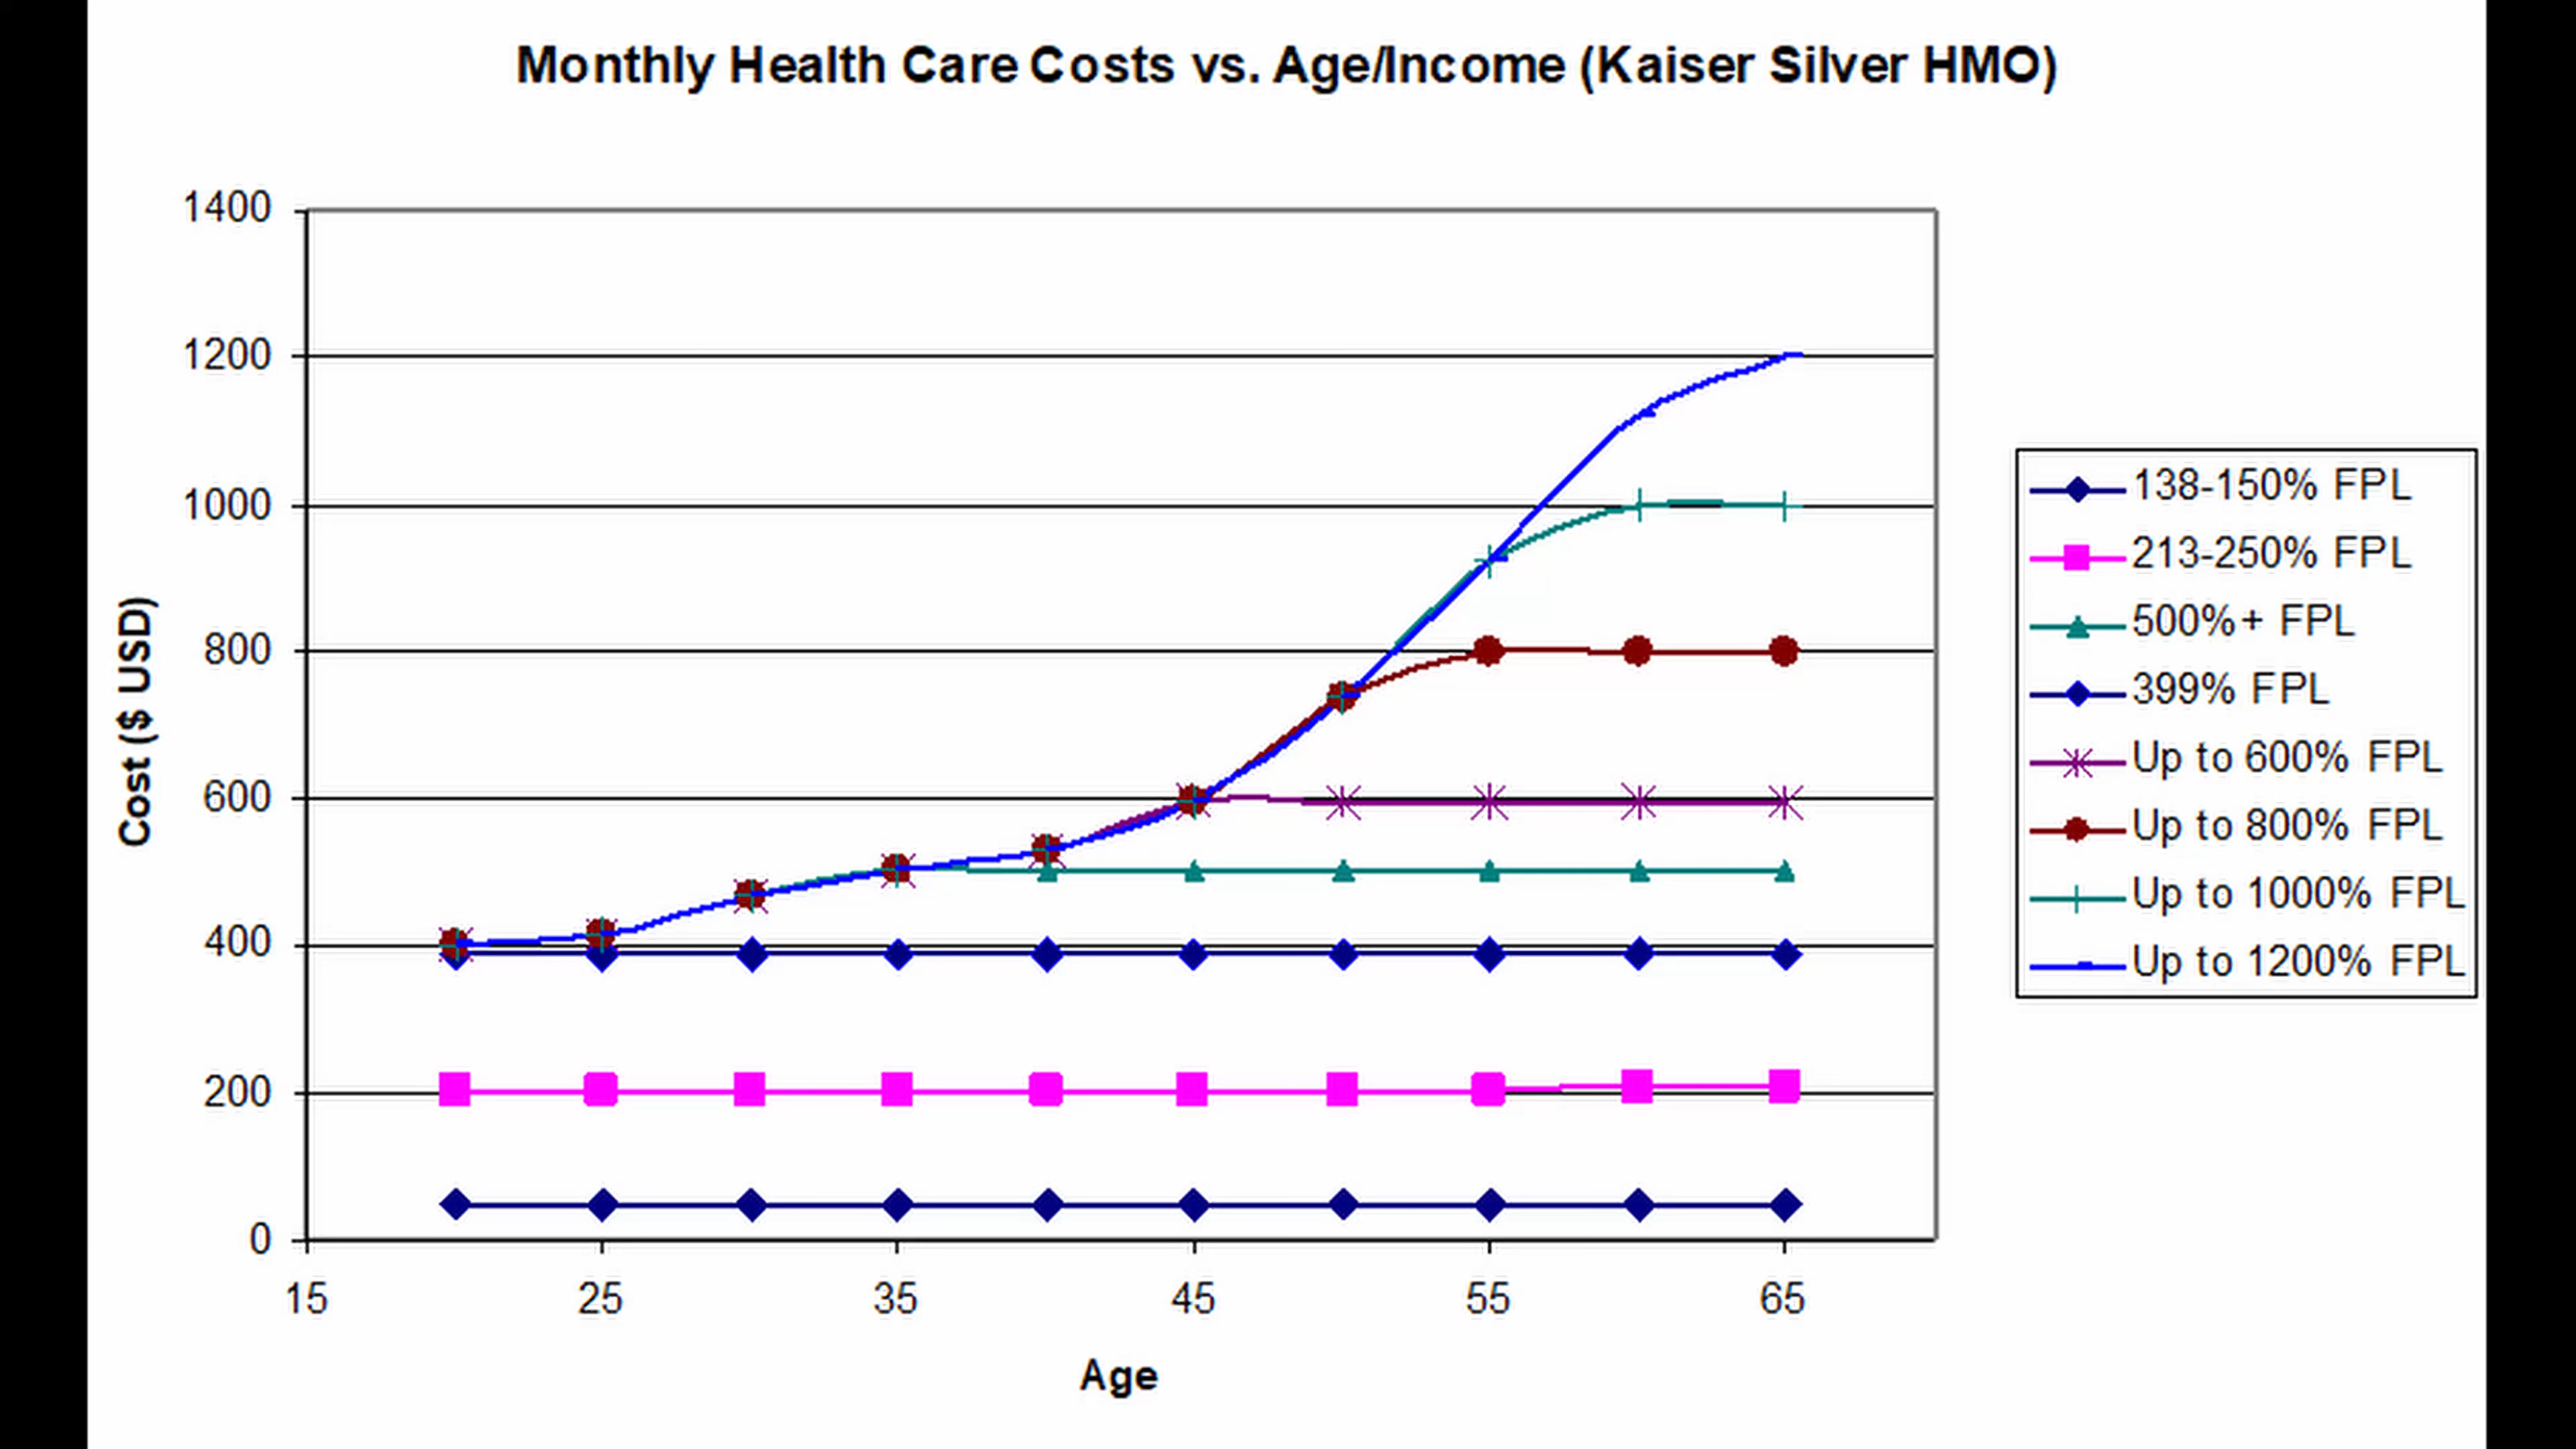 Monthly Health Care Costs vs. Age/Income (Kaiser Silver HMO)
1400
1200
1000
800
600
400
200
0
Cost ($ USD)
15 25 35 45 55 65
Age
138-150% FPL
213-250% FPL
500%+ FPL
399% FPL
Up to 600% FPL
Up to 800% FPL
Up to 1000% FPL
Up to 1200% FPL